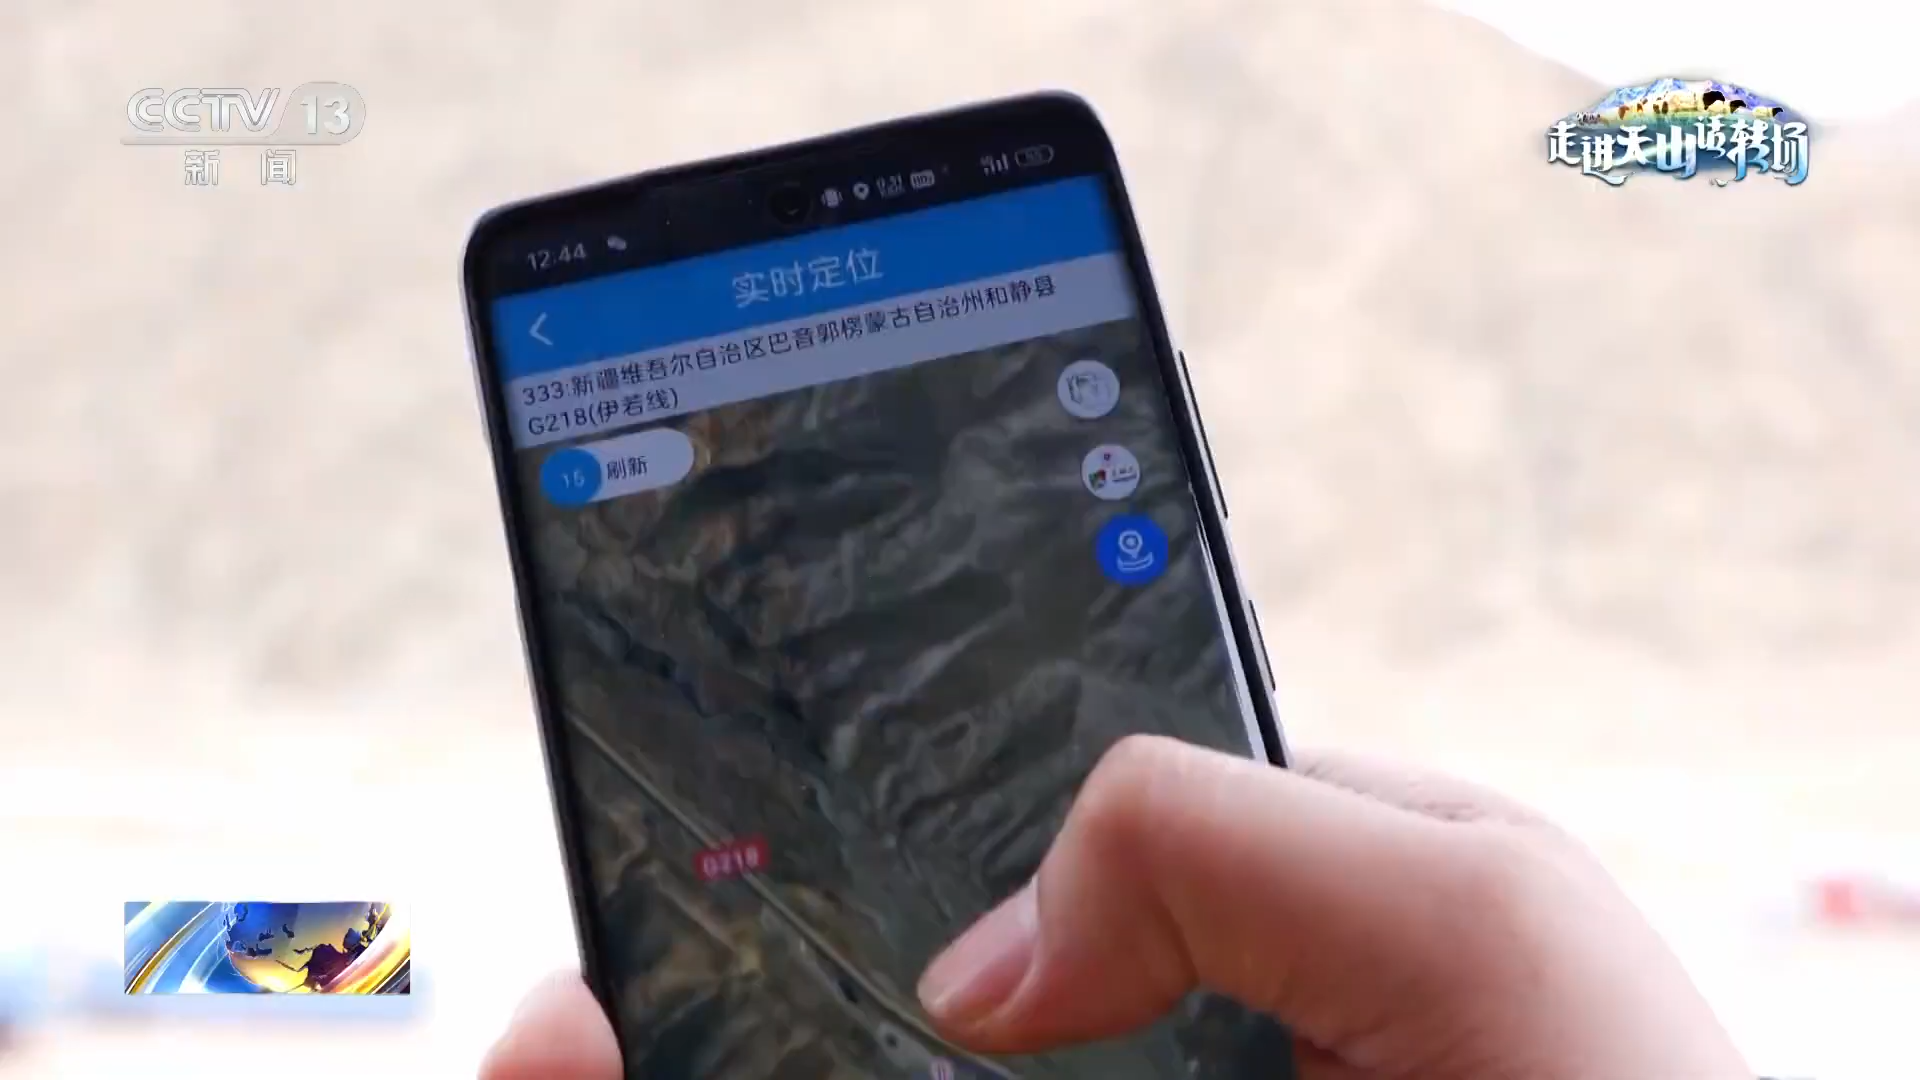 CCTV 13
新闻
走进天山话转场
12:44
实时定位
333:新疆维吾尔自治区巴音郭楞蒙古自治州和静县
G218(伊若线)
15 刷新
G218